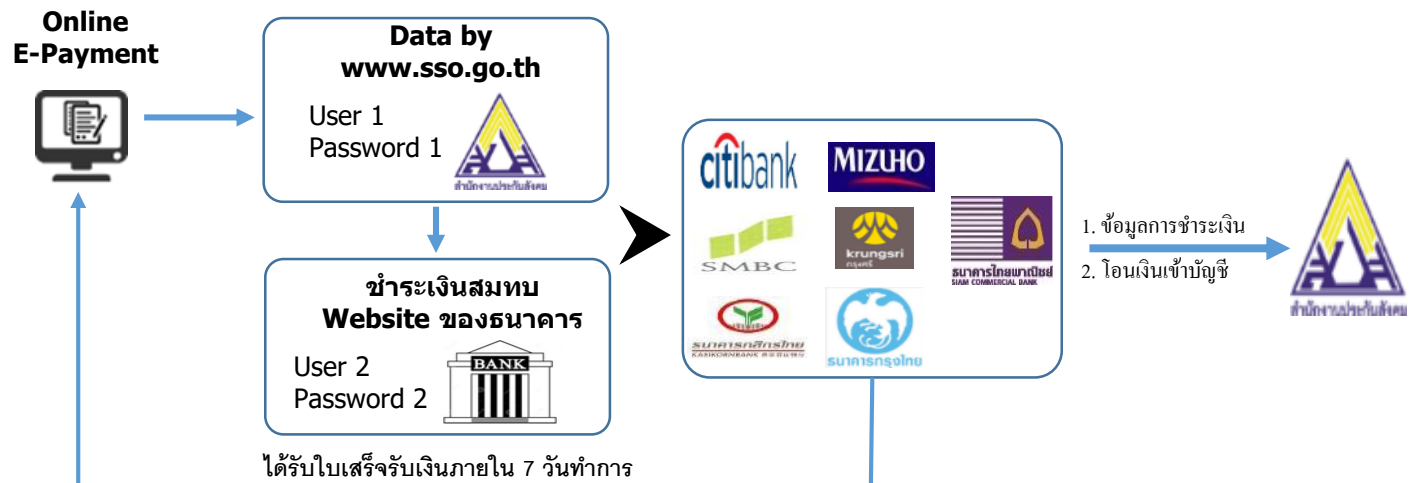 Online
E-Payment
Data by
www.sso.go.th
User 1
Password 1
สำนักงานประกันสังคม
ชำระเงินสมทบ
Website ของธนาคาร
User 2
Password 2
BANK
citibank
MIZUHO
SMBC
krungsri
กรุงศรี
ธนาคารไทยพาณิชย์
SIAM COMMERCIAL BANK
ธนาคารกสิกรไทย
KASIKORNBANK
ธนาคารกรุงไทย
1. ข้อมูลการชำระเงิน
2. โอนเงินเข้าบัญชี
สำนักงานประกันสังคม
ได้รับใบเสร็จรับเงินภายใน 7 วันทำการ